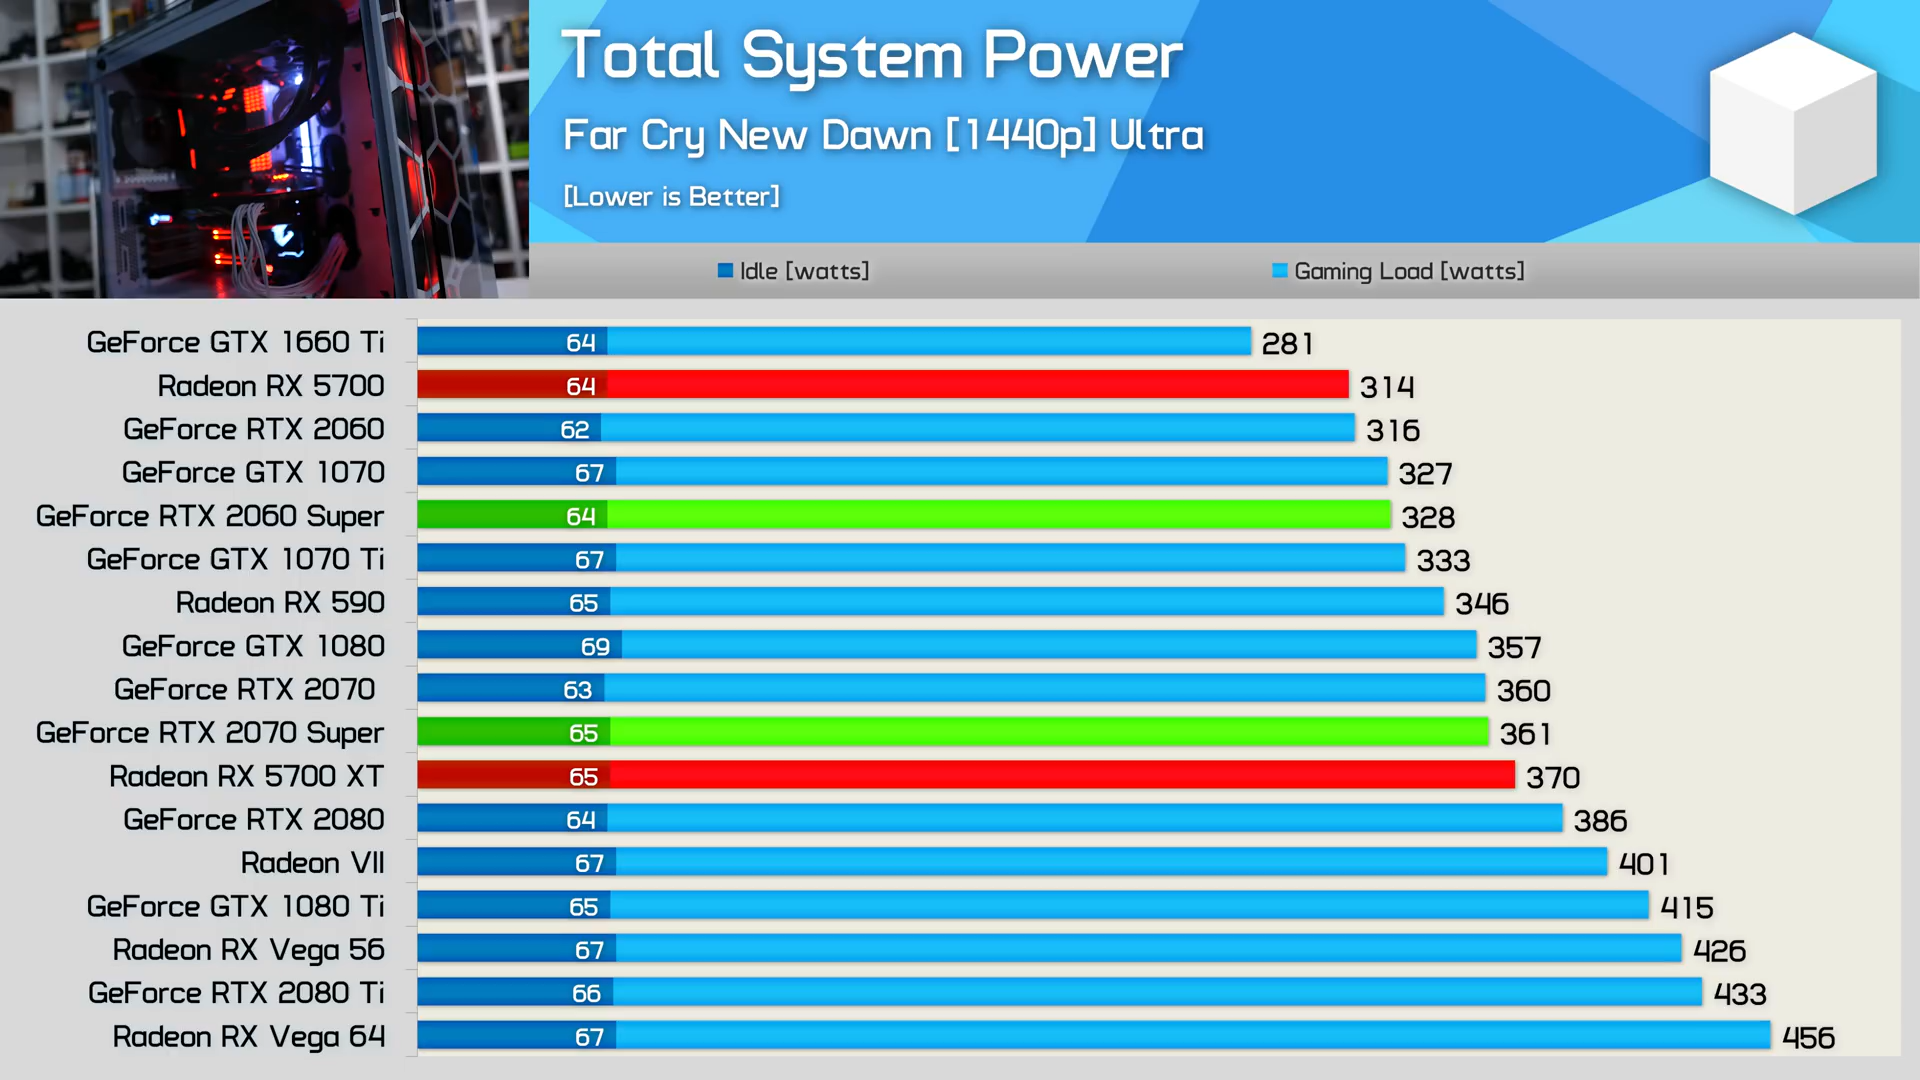 Total System Power
Far Cry New Dawn [1440p] Ultra
[Lower is Better]
Idle [watts] Gaming Load [watts]
GeForce GTX 1660 Ti 64 281
Radeon RX 5700 64 314
GeForce RTX 2060 62 316
GeForce GTX 1070 67 327
GeForce RTX 2060 Super 64 328
GeForce GTX 1070 Ti 67 333
Radeon RX 590 65 346
GeForce GTX 1080 69 357
GeForce RTX 2070 63 360
GeForce RTX 2070 Super 65 361
Radeon RX 5700 XT 65 370
GeForce RTX 2080 64 386
Radeon VII 67 401
GeForce GTX 1080 Ti 65 415
Radeon RX Vega 56 67 426
GeForce RTX 2080 Ti 66 433
Radeon RX Vega 64 67 456